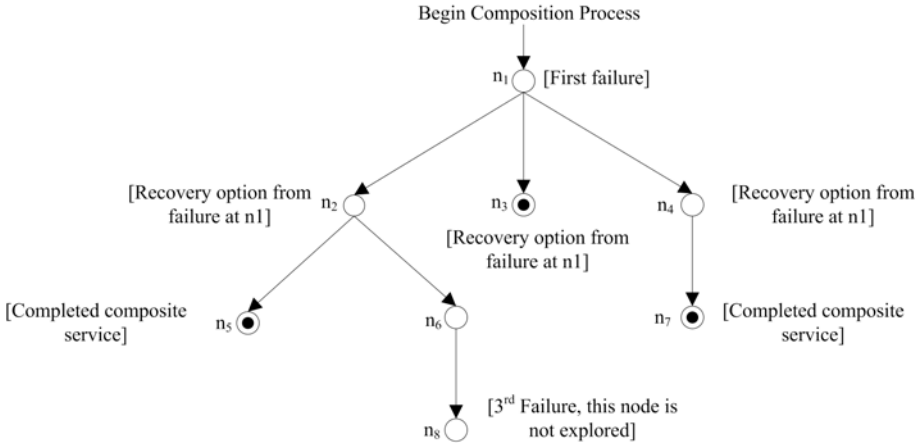 Begin Composition Process
n1 [First failure]
[Recovery option from
failure at n1]
n2
n3
[Recovery option from
failure at n1]
n4
[Recovery option from
failure at n1]
[Completed composite
service]
n5
n6
n7
[Completed composite
service]
n8
[3rd Failure, this node is
not explored]